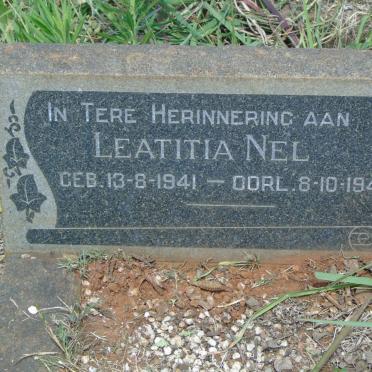 IN TERE HERINNERING AAN
LEATITIA NEL
GEB. 13-8-1941 — OORL. 8-10-194